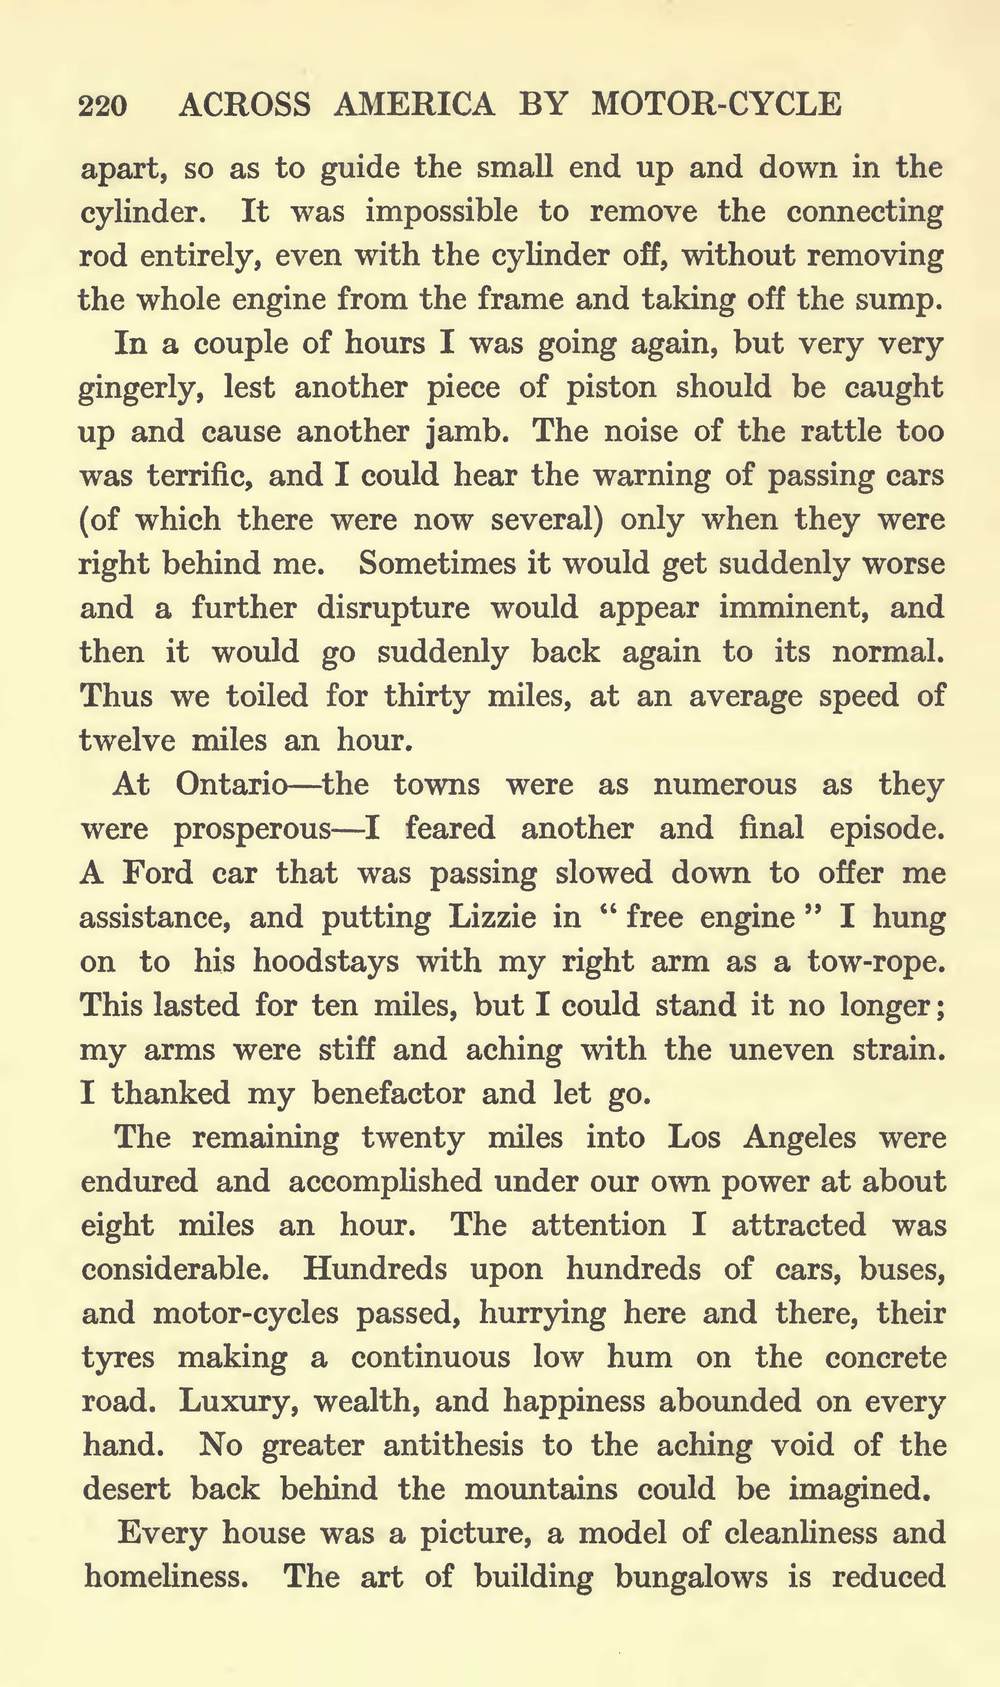 220 ACROSS AMERICA BY MOTOR-CYCLE
apart, so as to guide the small end up and down in the
cylinder. It was impossible to remove the connecting
rod entirely, even with the cylinder off, without removing
the whole engine from the frame and taking off the sump.
In a couple of hours I was going again, but very very
gingerly, lest another piece of piston should be caught
up and cause another jamb. The noise of the rattle too
was terrific, and I could hear the warning of passing cars
(of which there were now several) only when they were
right behind me. Sometimes it would get suddenly worse
and a further disrupture would appear imminent, and
then it would go suddenly back again to its normal.
Thus we toiled for thirty miles, at an average speed of
twelve miles an hour.
At Ontario—the towns were as numerous as they
were prosperous—I feared another and final episode.
A Ford car that was passing slowed down to offer me
assistance, and putting Lizzie in “ free engine ” I hung
on to his hoodstays with my right arm as a tow-rope.
This lasted for ten miles, but I could stand it no longer;
my arms were stiff and aching with the uneven strain.
I thanked my benefactor and let go.
The remaining twenty miles into Los Angeles were
endured and accomplished under our own power at about
eight miles an hour. The attention I attracted was
considerable. Hundreds upon hundreds of cars, buses,
and motor-cycles passed, hurrying here and there, their
tyres making a continuous low hum on the concrete
road. Luxury, wealth, and happiness abounded on every
hand. No greater antithesis to the aching void of the
desert back behind the mountains could be imagined.
Every house was a picture, a model of cleanliness and
homeliness. The art of building bungalows is reduced